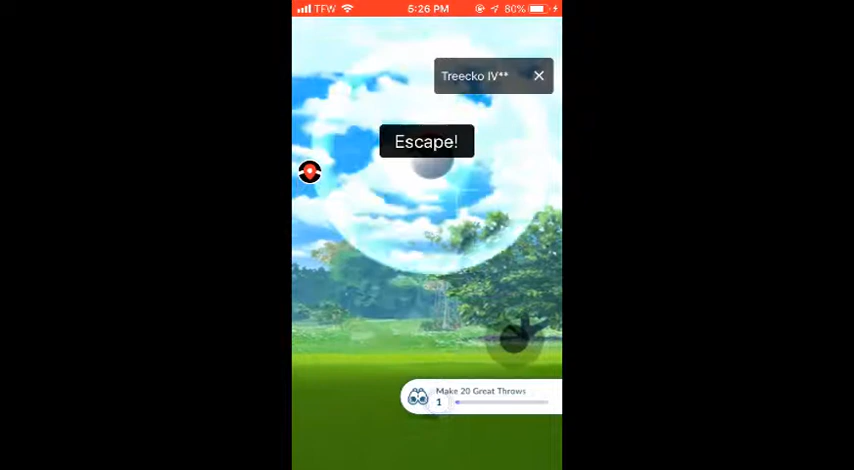 TFW 5:26 PM 80%
Treecko IV** ×
Escape!
Make 20 Great Throws
1